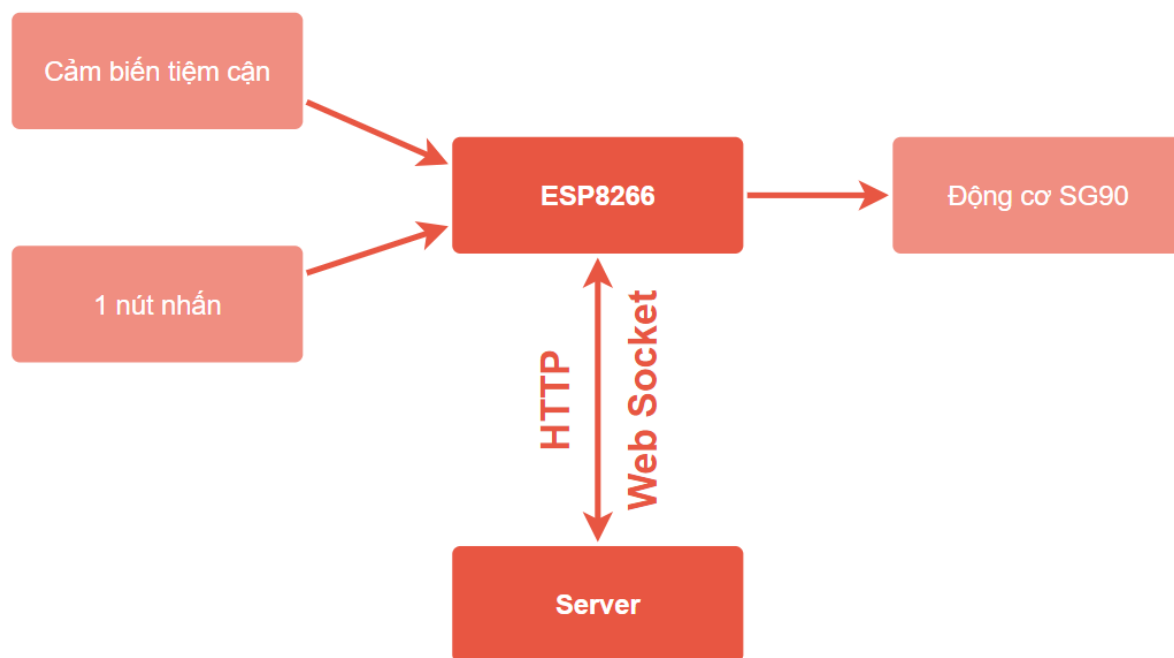 Cảm biến tiệm cận
ESP8266
Động cơ SG90
1 nút nhấn
HTTP
Web Socket
Server